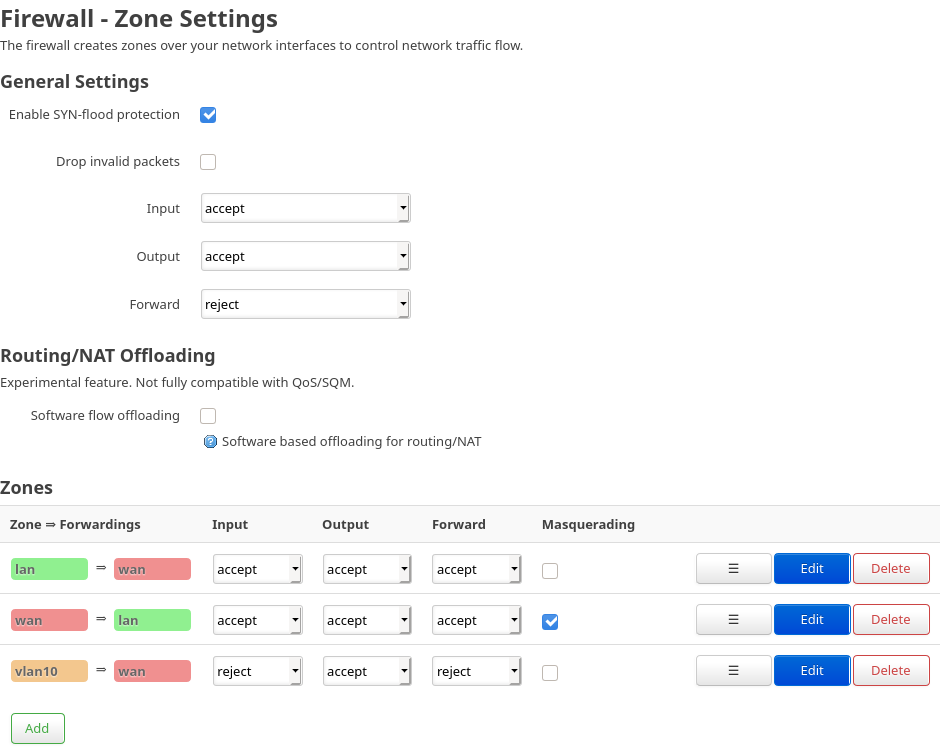 Firewall - Zone Settings
The firewall creates zones over your network interfaces to control network traffic flow.
General Settings
Enable SYN-flood protection
Drop invalid packets
Input accept
Output accept
Forward reject
Routing/NAT Offloading
Experimental feature. Not fully compatible with QoS/SQM.
Software flow offloading
Software based offloading for routing/NAT
Zones
Zone ⇒ Forwardings Input Output Forward Masquerading
lan ⇒ wan accept accept accept ☰ Edit Delete
wan ⇒ lan accept accept accept ☰ Edit Delete
vlan10 ⇒ wan reject accept reject ☰ Edit Delete
Add